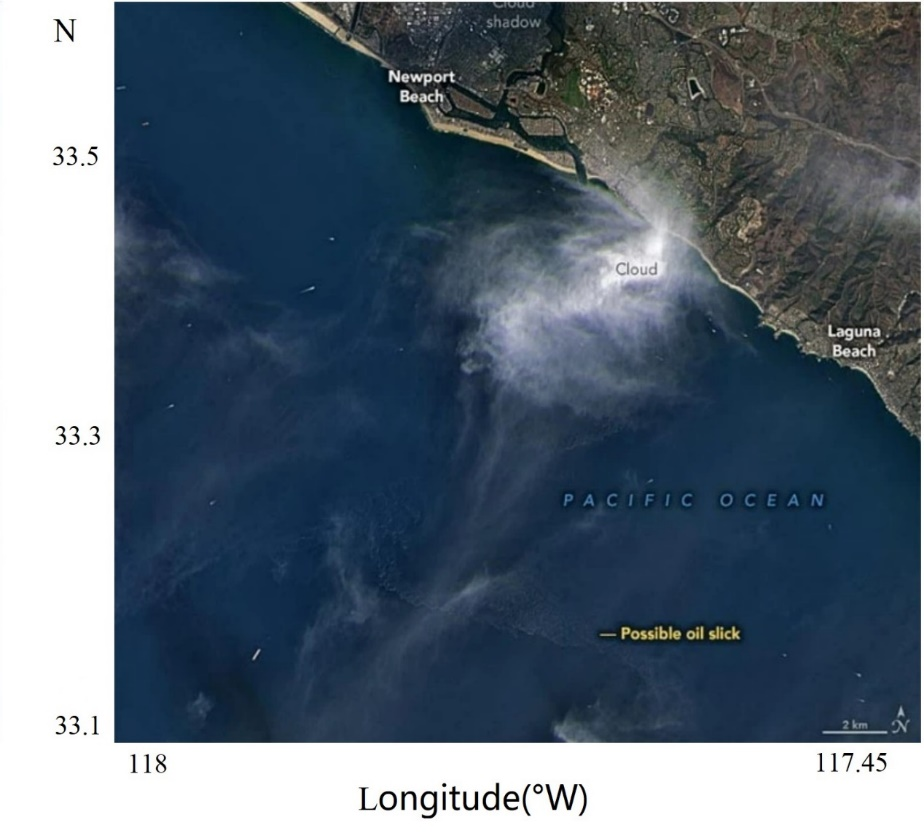 N
Cloud
shadow
Newport
Beach
33.5
Cloud
Laguna
Beach
33.3
PACIFIC OCEAN
— Possible oil slick
33.1
2 km
N
118
117.45
Longitude(°W)